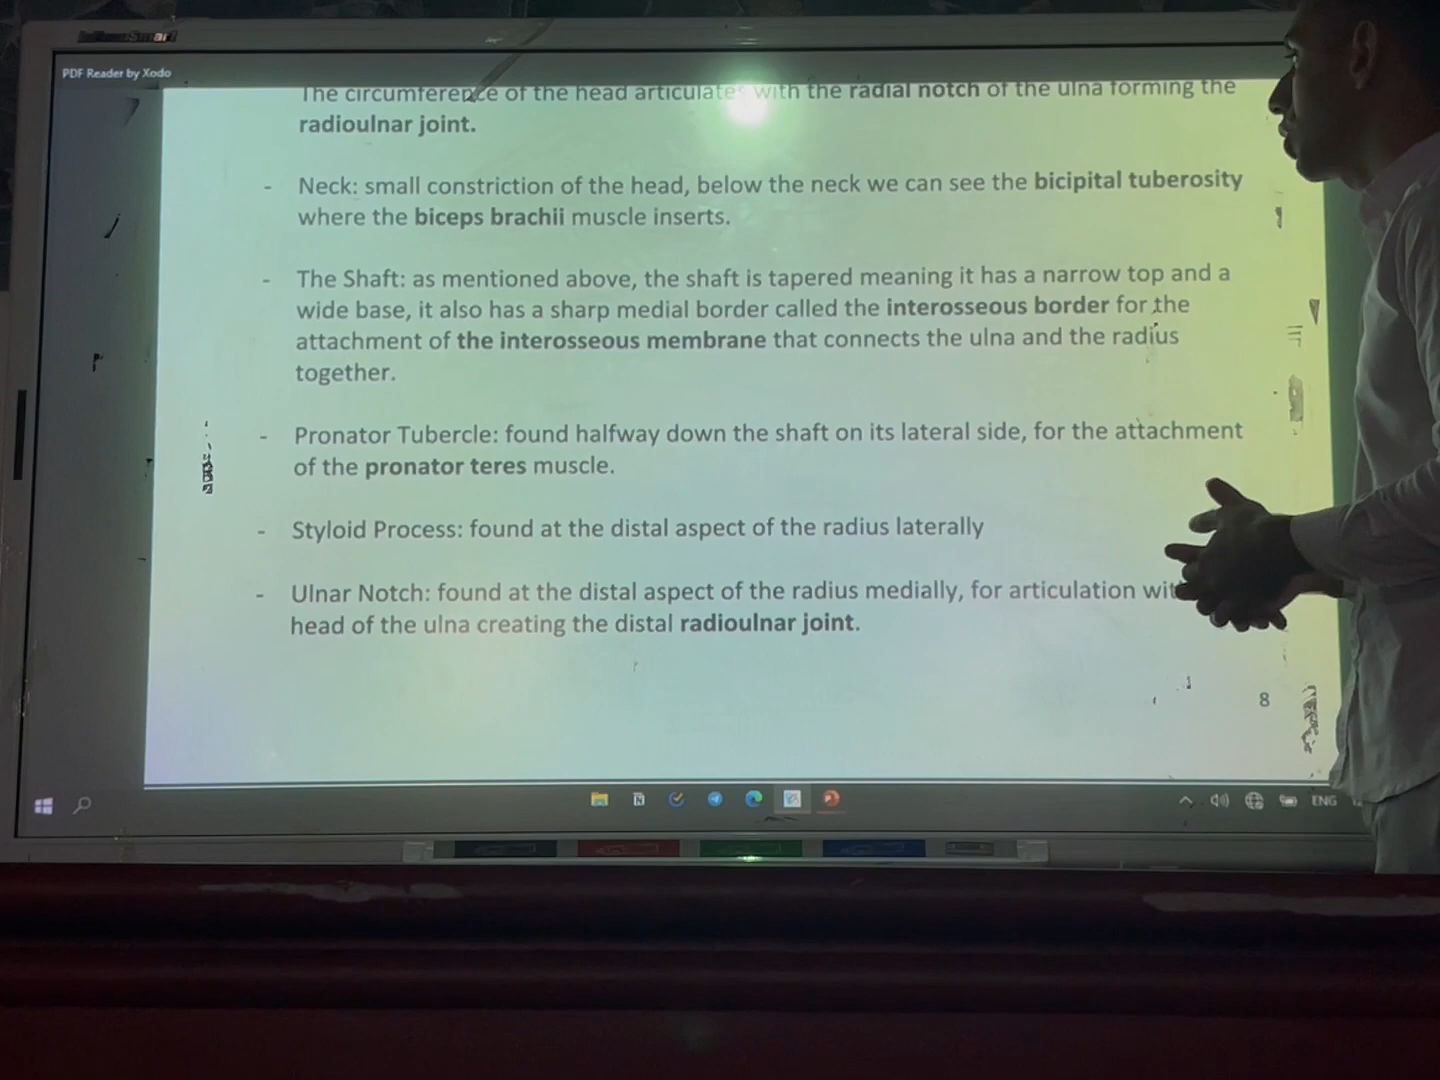 PDF Reader by Xodo
The circumference of the head articulates with the radial notch of the ulna forming the
radioulnar joint.
- Neck: small constriction of the head, below the neck we can see the bicipital tuberosity
where the biceps brachii muscle inserts.
- The Shaft: as mentioned above, the shaft is tapered meaning it has a narrow top and a
wide base, it also has a sharp medial border called the interosseous border for the
attachment of the interosseous membrane that connects the ulna and the radius
together.
- Pronator Tubercle: found halfway down the shaft on its lateral side, for the attachment
of the pronator teres muscle.
- Styloid Process: found at the distal aspect of the radius laterally
- Ulnar Notch: found at the distal aspect of the radius medially, for articulation
head of the ulna creating the distal radioulnar joint.
8
ENG